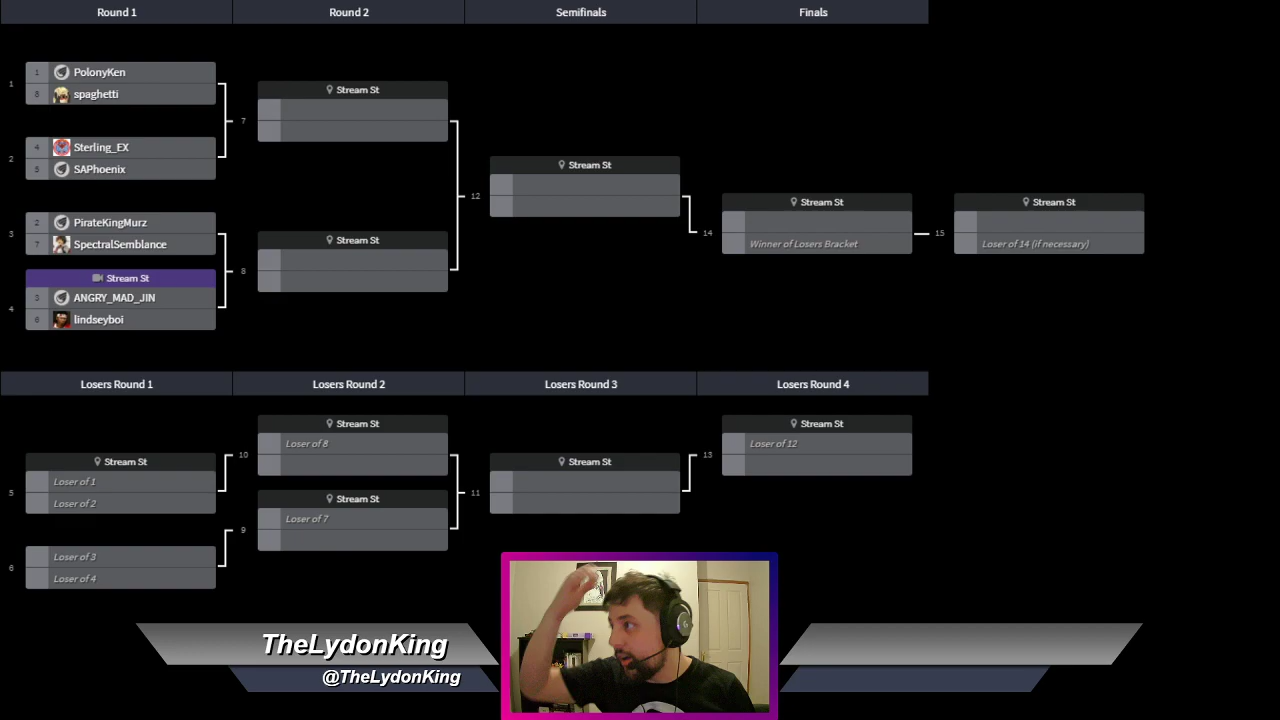 Round 1
Round 2
Semifinals
Finals
1
1 PolonyKen
8 spaghetti
2
4 Sterling_EX
5 SAPhoenix
3
2 PirateKingMurz
7 SpectralSemblance
Stream St
4
3 ANGRY_MAD_JIN
6 lindseyboi
7
Stream St
8
Stream St
12
Stream St
14
Stream St
Winner of Losers Bracket
15
Stream St
Loser of 14 (if necessary)
Losers Round 1
Losers Round 2
Losers Round 3
Losers Round 4
5
Stream St
Loser of 1
Loser of 2
6
Loser of 3
Loser of 4
10
Stream St
Loser of 8
9
Stream St
Loser of 7
11
Stream St
13
Stream St
Loser of 12
TheLydonKing
@TheLydonKing